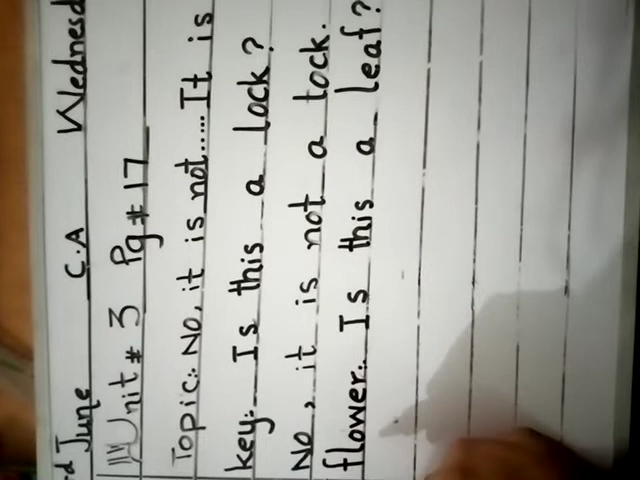 June C.A
Unit # 3 Pg # 17
Topic:. No, it is not..... It is
key:. Is this a lock?
No, it is not a lock.
flower:. Is this a leaf?